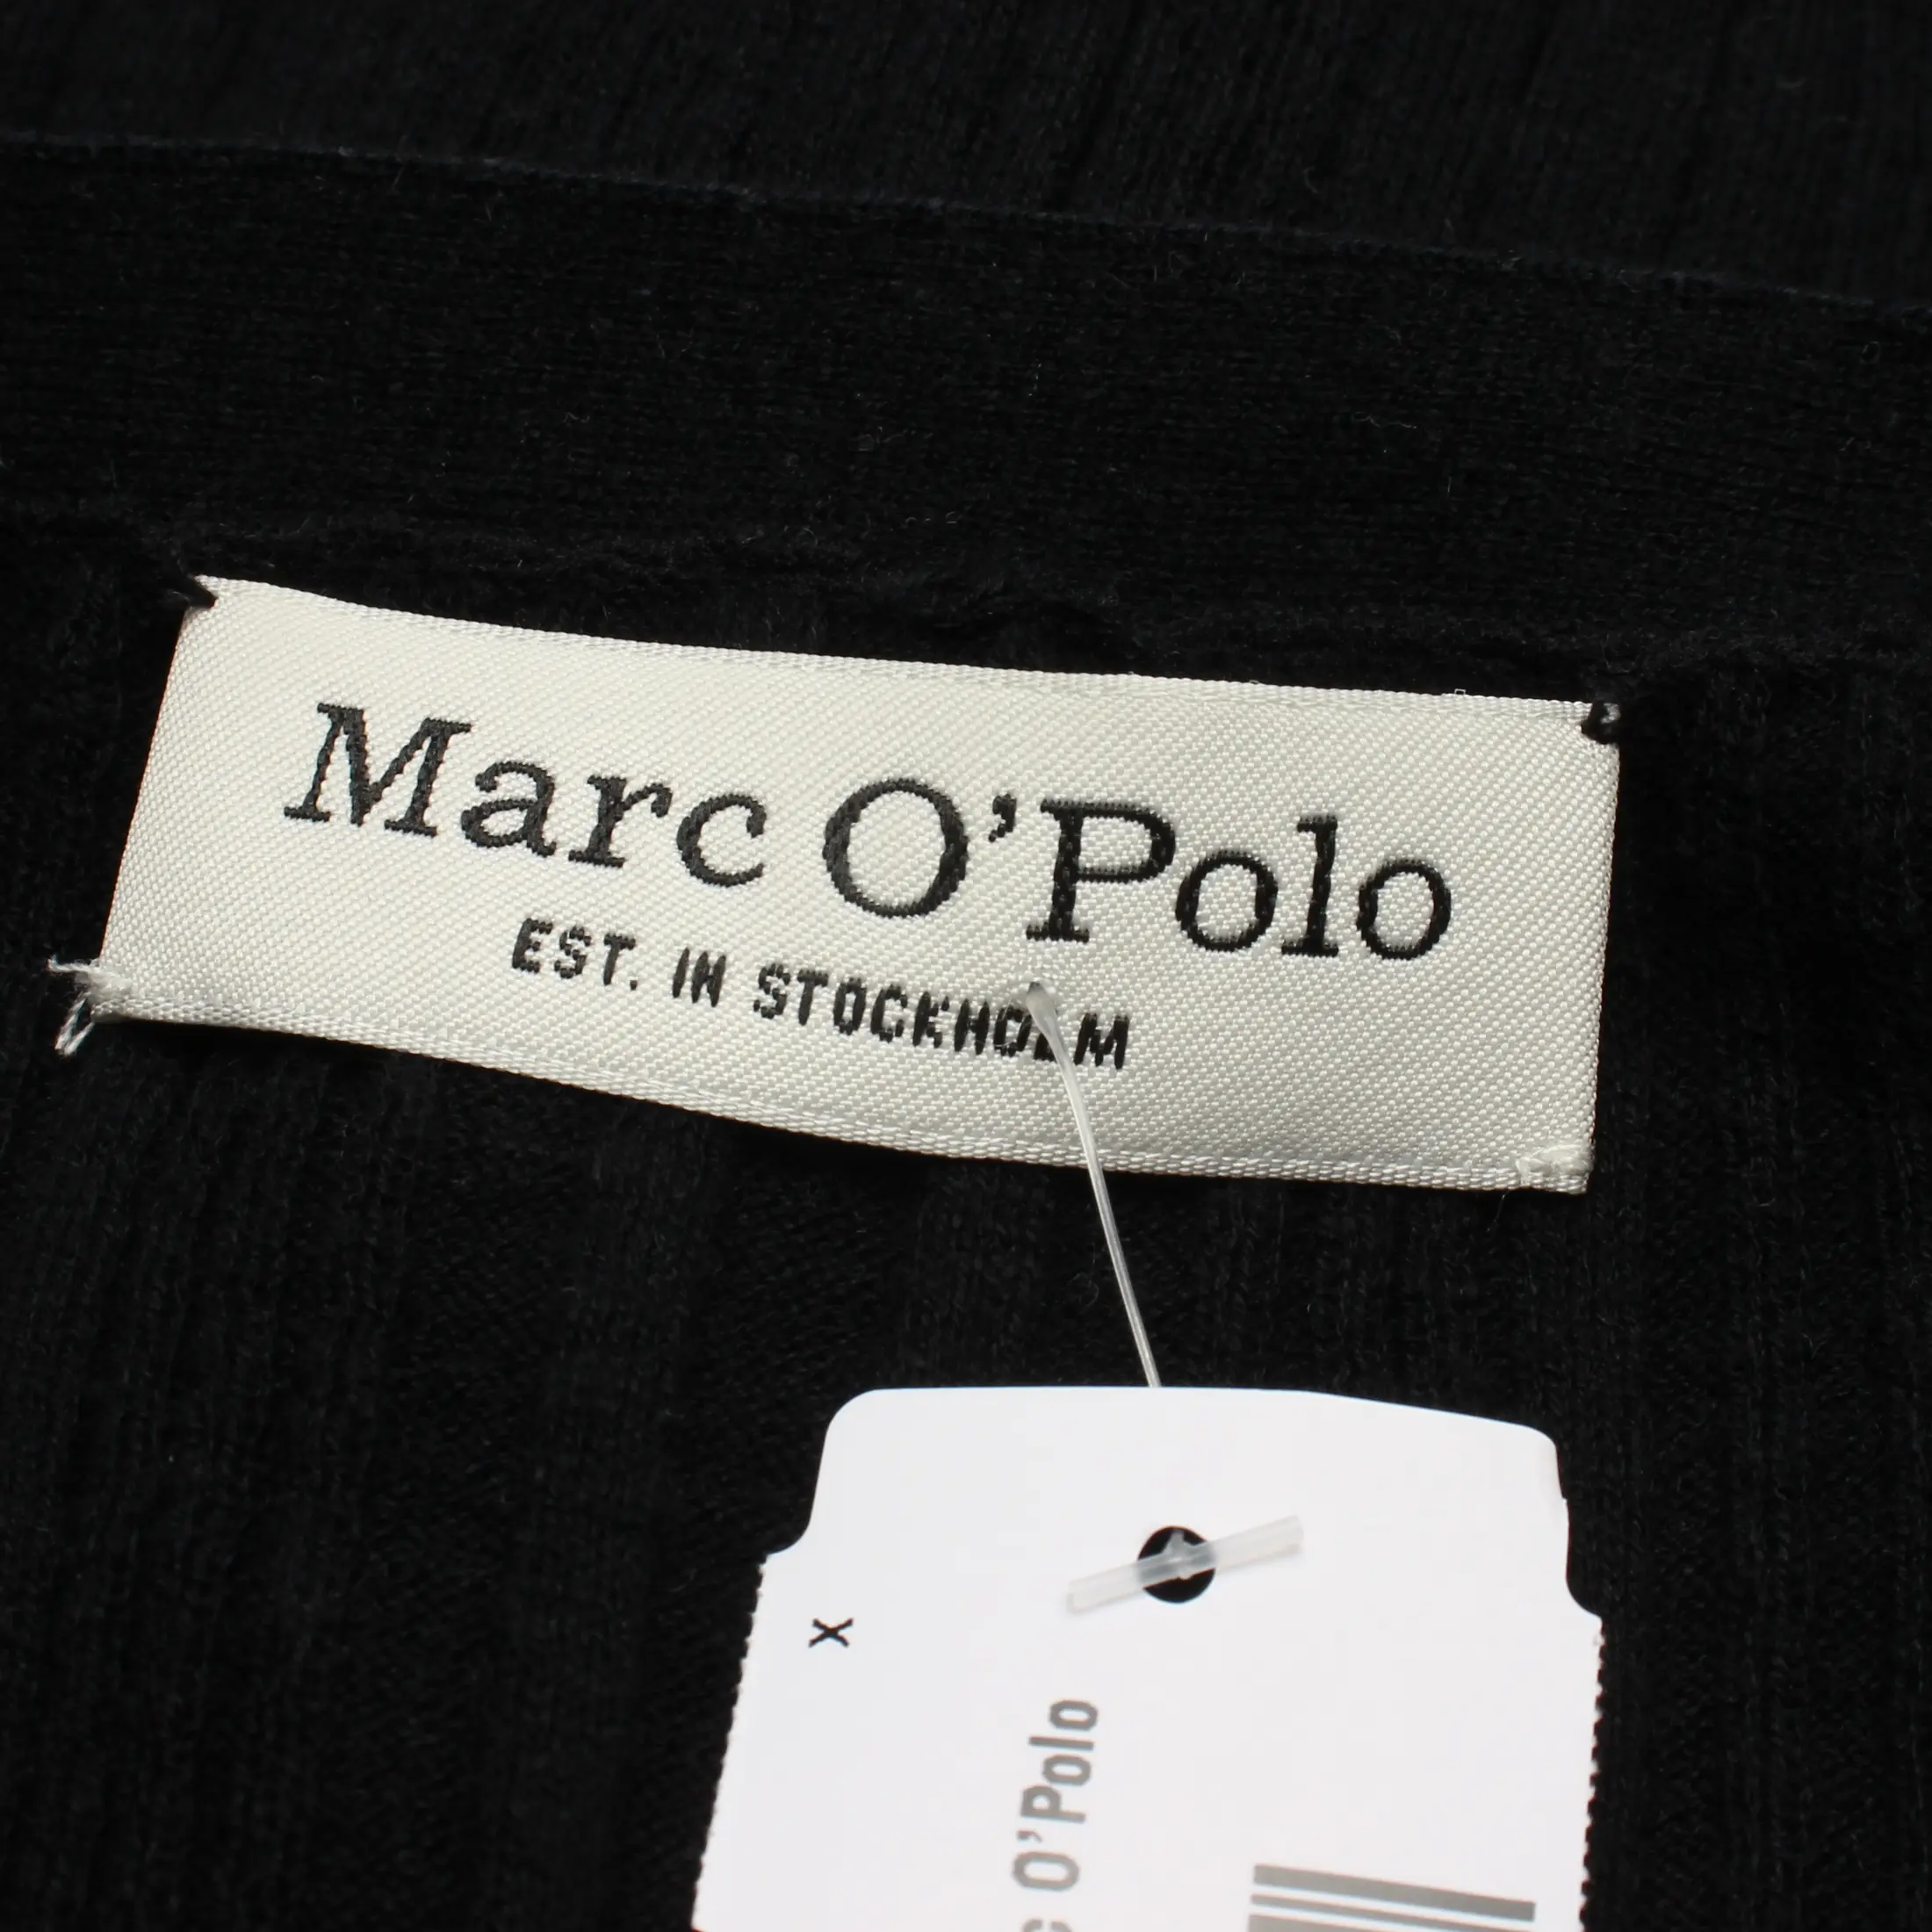 Marc O’Polo
EST. IN STOCKHOLM
x
O'Polo